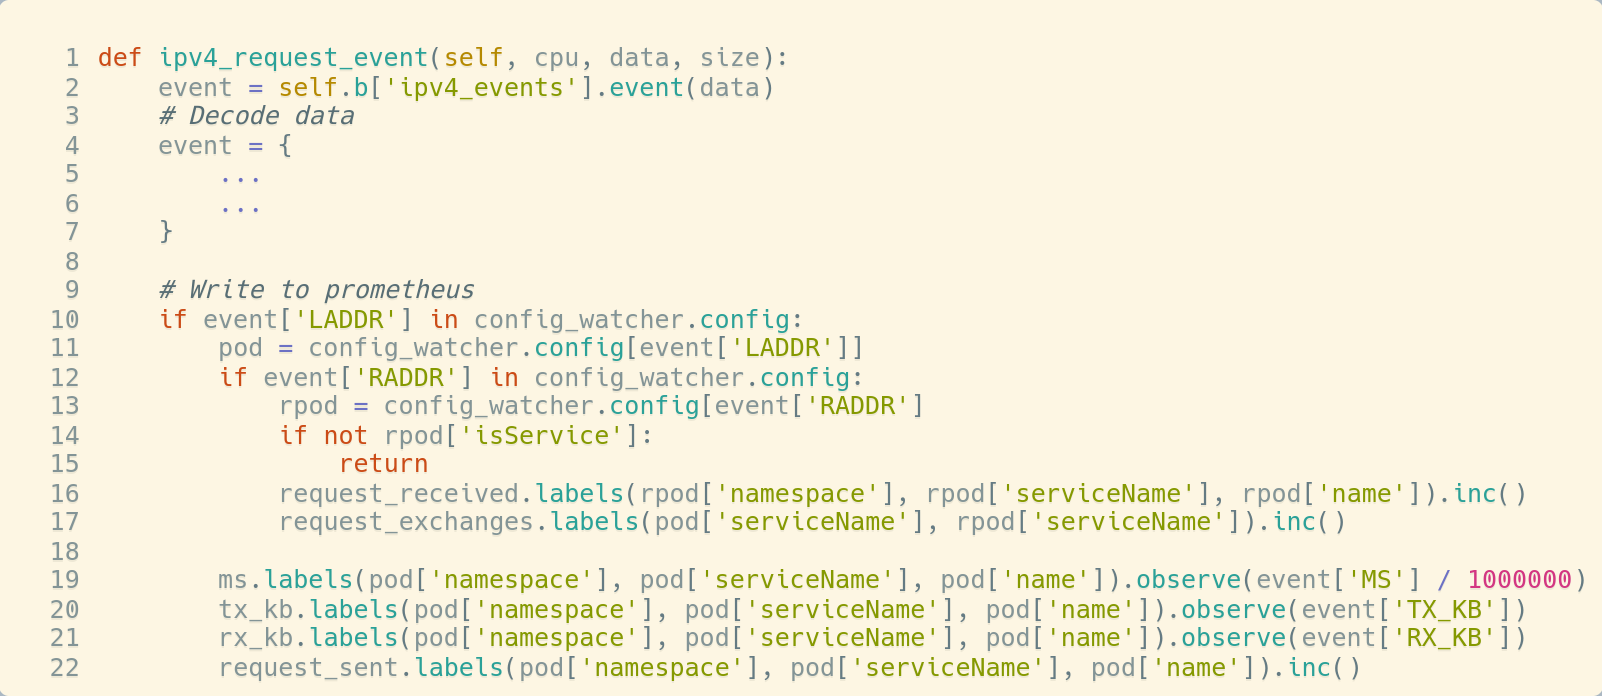 1 def ipv4_request_event(self, cpu, data, size):
2     event = self.b['ipv4_events'].event(data)
3     # Decode data
4     event = {
5         ...
6         ...
7     }
8
9     # Write to prometheus
10     if event['LADDR'] in config_watcher.config:
11         pod = config_watcher.config[event['LADDR']]
12         if event['RADDR'] in config_watcher.config:
13             rpod = config_watcher.config[event['RADDR']
14             if not rpod['isService']:
15                 return
16             request_received.labels(rpod['namespace'], rpod['serviceName'], rpod['name']).inc()
17             request_exchanges.labels(pod['serviceName'], rpod['serviceName']).inc()
18
19         ms.labels(pod['namespace'], pod['serviceName'], pod['name']).observe(event['MS'] / 1000000)
20         tx_kb.labels(pod['namespace'], pod['serviceName'], pod['name']).observe(event['TX_KB'])
21         rx_kb.labels(pod['namespace'], pod['serviceName'], pod['name']).observe(event['RX_KB'])
22         request_sent.labels(pod['namespace'], pod['serviceName'], pod['name']).inc()